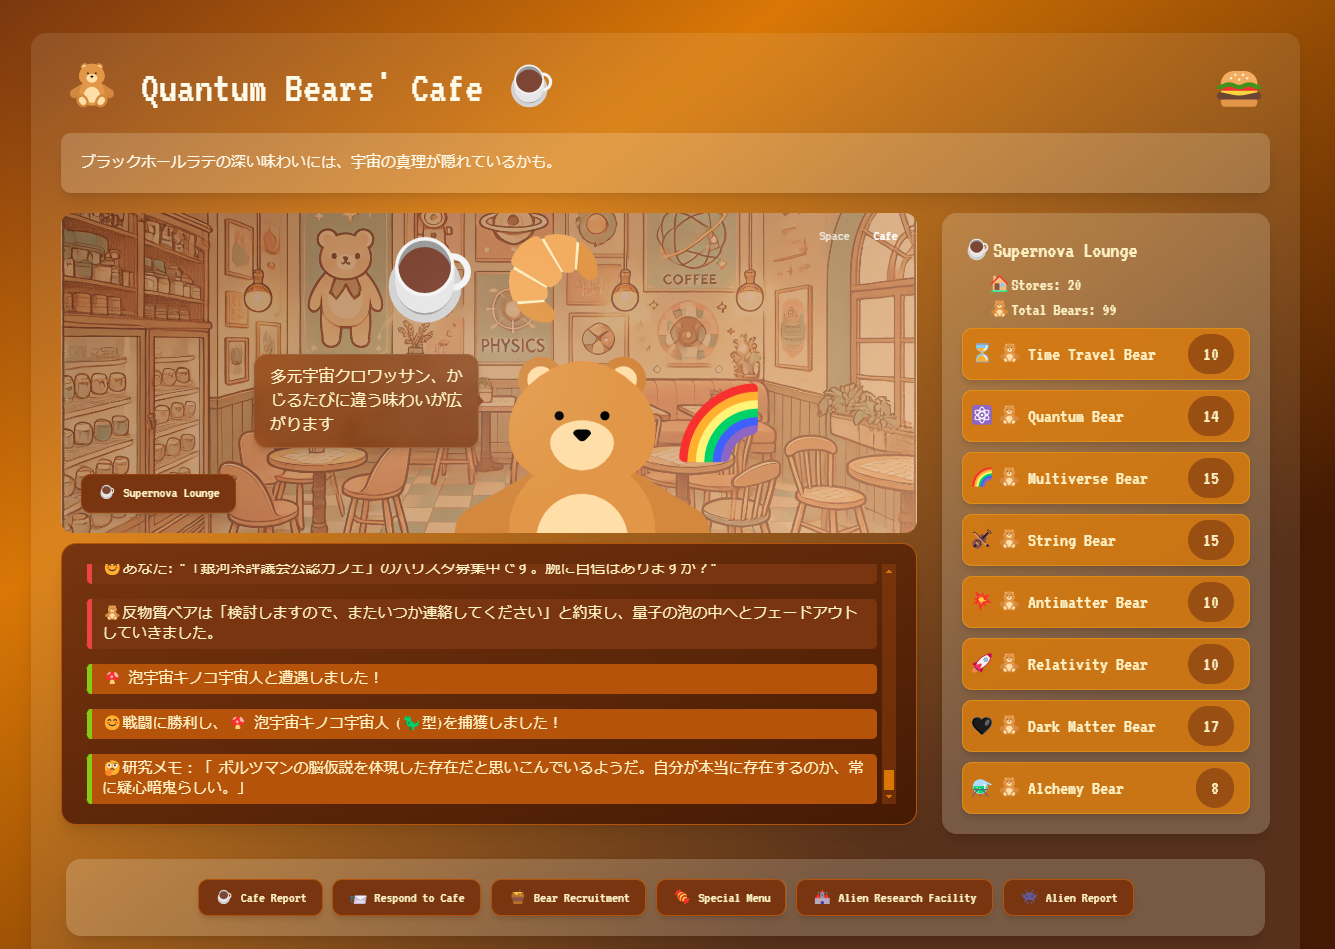 Quantum Bears' Cafe
ブラックホールラテの深い味わいには、宇宙の真理が隠れているかも。
Space Cafe
COFFEE
PHYSICS
多元宇宙クロワッサン、か
じるたびに違う味わいが広
がります
Supernova Lounge
あなた: "「銀河系評議会公認カフェ」のバリスタ募集中です。腕に自信はありますか？"
反物質ベアは「検討しますので、またいつか連絡してください」と約束し、量子の泡の中へとフェードアウト
していきました。
泡宇宙キノコ宇宙人と遭遇しました！
戦闘に勝利し、 泡宇宙キノコ宇宙人 (型)を捕獲しました！
研究メモ：「 ボルツマンの脳仮説を体現した存在だと思いこんでいるようだ。自分が本当に存在するのか、常
に疑心暗鬼らしい。」
Supernova Lounge
Stores: 20
Total Bears: 99
Time Travel Bear 10
Quantum Bear 14
Multiverse Bear 15
String Bear 15
Antimatter Bear 10
Relativity Bear 10
Dark Matter Bear 17
Alchemy Bear 8
Cafe Report
Respond to Cafe
Bear Recruitment
Special Menu
Alien Research Facility
Alien Report